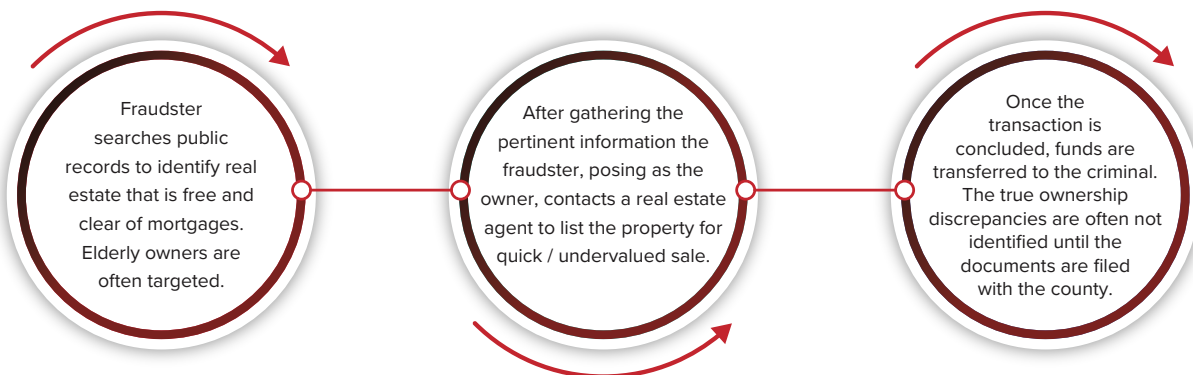 Fraudster
searches public
records to identify real
estate that is free and
clear of mortgages.
Elderly owners are
often targeted.
After gathering the
pertinent information the
fraudster, posing as the
owner, contacts a real estate
agent to list the property for
quick / undervalued sale.
Once the
transaction is
concluded, funds are
transferred to the criminal.
The true ownership
discrepancies are often not
identified until the
documents are filed
with the county.